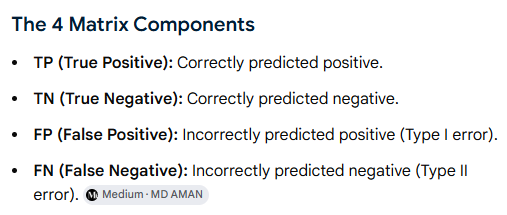 The 4 Matrix Components
• TP (True Positive): Correctly predicted positive.
• TN (True Negative): Correctly predicted negative.
• FP (False Positive): Incorrectly predicted positive (Type I error).
• FN (False Negative): Incorrectly predicted negative (Type II
error). Medium · MD AMAN